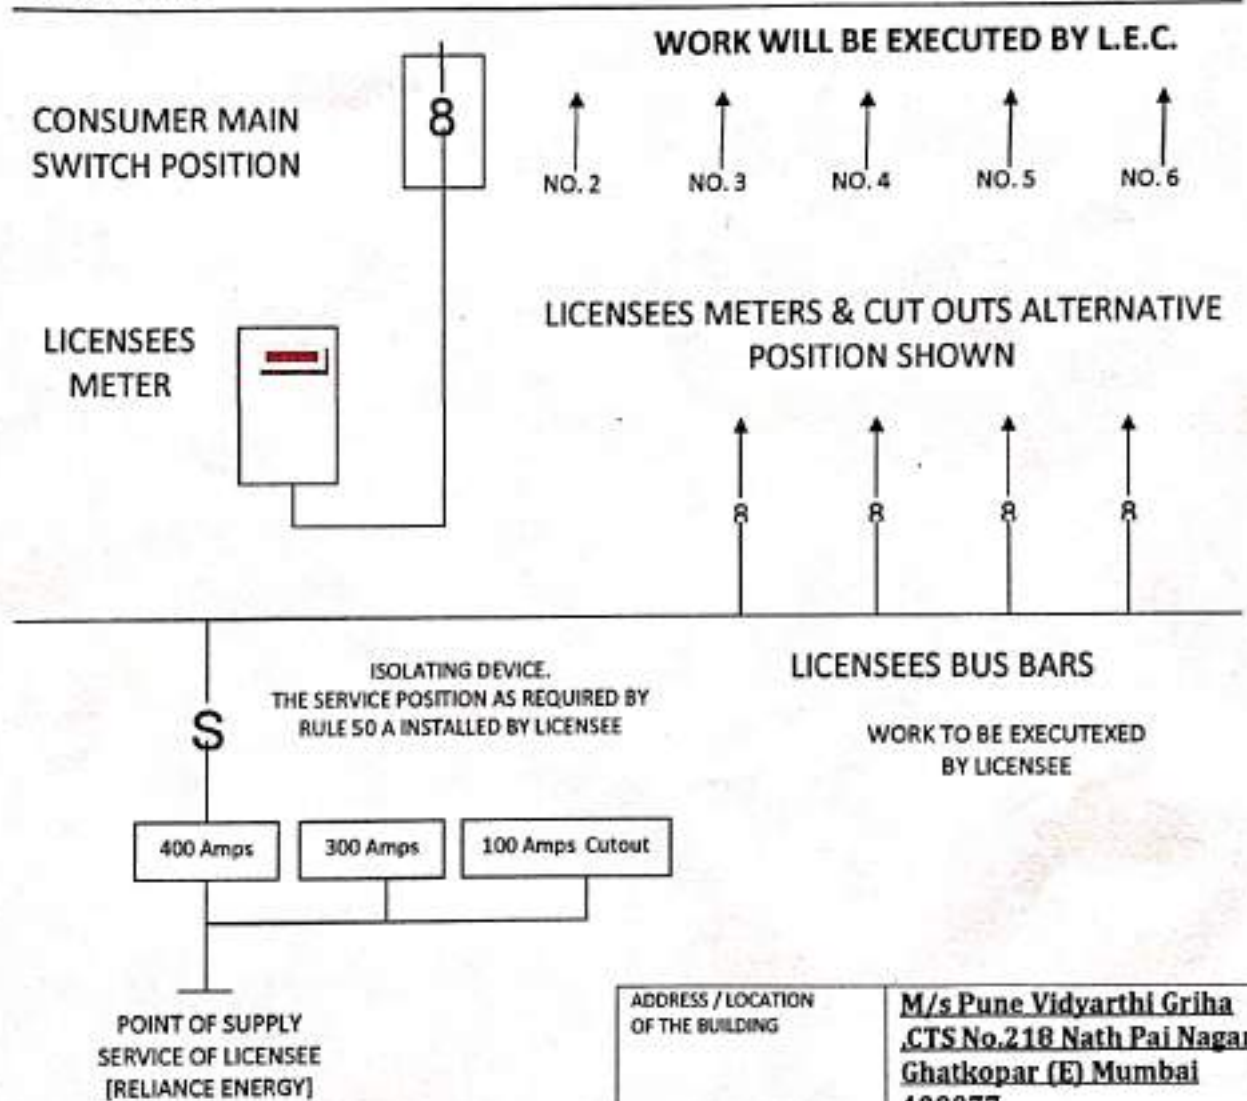 WORK WILL BE EXECUTED BY L.E.C.
CONSUMER MAIN
SWITCH POSITION
8
NO. 2
NO. 3
NO. 4
NO. 5
NO. 6
LICENSEES METERS & CUT OUTS ALTERNATIVE
POSITION SHOWN
LICENSEES
METER
8
8
8
8
ISOLATING DEVICE.
THE SERVICE POSITION AS REQUIRED BY
RULE 50 A INSTALLED BY LICENSEE
S
LICENSEES BUS BARS
WORK TO BE EXECUTEXED
BY LICENSEE
400 Amps
300 Amps
100 Amps Cutout
POINT OF SUPPLY
SERVICE OF LICENSEE
[RELIANCE ENERGY]
ADDRESS / LOCATION
OF THE BUILDING
M/s Pune Vidyarthi Griha
,CTS No.218 Nath Pai Nagar
Ghatkopar (E) Mumbai